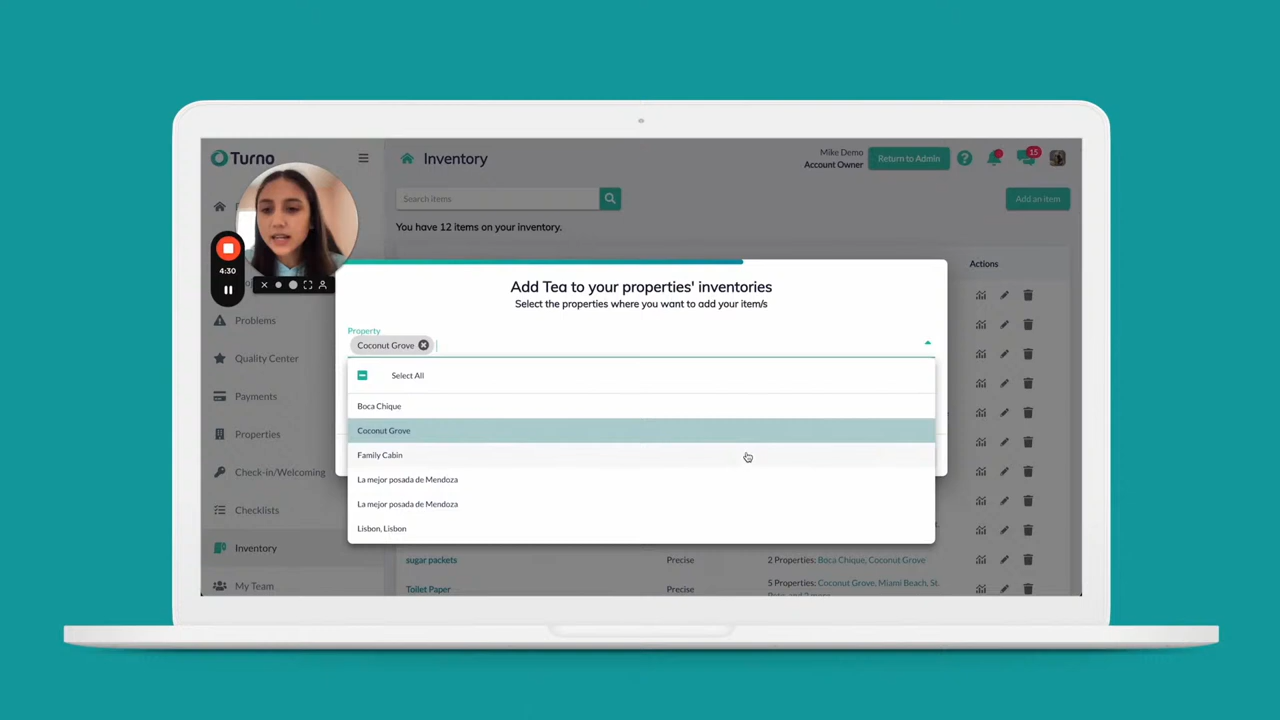 Turno
Inventory
Mike Demo
Account Owner
Return to Admin
?
15
Search items
Add an item
You have 12 items on your inventory.
4:30
Actions
Add Tea to your properties' inventories
Select the properties where you want to add your item/s
Property
Coconut Grove
Select All
Boca Chique
Coconut Grove
Family Cabin
La mejor posada de Mendoza
La mejor posada de Mendoza
Lisbon, Lisbon
Problems
Quality Center
Payments
Properties
Check-in/Welcoming
Checklists
Inventory
My Team
sugar packets Precise 2 Properties: Boca Chique, Coconut Grove
Toilet Paper Precise 5 Properties: Coconut Grove, Miami Beach, St.
Pete, and 2 more